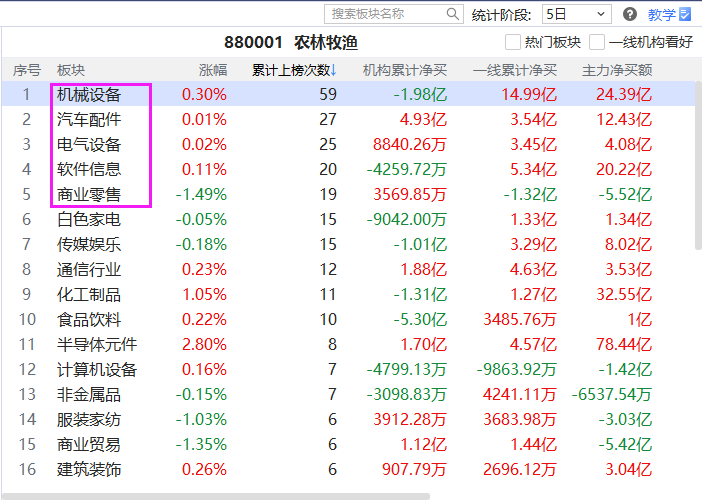 搜索板块名称 统计阶段: 5日 ? 教学
880001 农林牧渔 热门板块 一线机构看好
序号 板块 涨幅 累计上榜次数↓ 机构累计净买 一线累计净买 主力净买额
1 机械设备 0.30% 59 -1.98亿 14.99亿 24.39亿
2 汽车配件 0.01% 27 4.93亿 3.54亿 12.43亿
3 电气设备 0.02% 25 8840.26万 3.45亿 4.08亿
4 软件信息 0.11% 20 -4259.72万 5.34亿 20.22亿
5 商业零售 -1.49% 19 3569.85万 -1.32亿 -5.52亿
6 白色家电 -0.05% 15 -9042.00万 1.33亿 1.34亿
7 传媒娱乐 -0.18% 15 -1.01亿 3.29亿 8.02亿
8 通信行业 0.23% 12 1.88亿 4.63亿 3.53亿
9 化工制品 1.05% 11 -1.31亿 1.27亿 32.55亿
10 食品饮料 0.22% 10 -5.30亿 3485.76万 1亿
11 半导体元件 2.80% 8 1.70亿 4.57亿 78.44亿
12 计算机设备 0.16% 7 -4799.13万 -9863.92万 -1.42亿
13 非金属品 -0.15% 7 -3098.83万 4241.11万 -6537.54万
14 服装家纺 -1.03% 6 3912.28万 3683.98万 -3.03亿
15 商业贸易 -1.35% 6 1.12亿 1.44亿 -5.42亿
16 建筑装饰 0.26% 6 907.79万 2696.12万 3.04亿